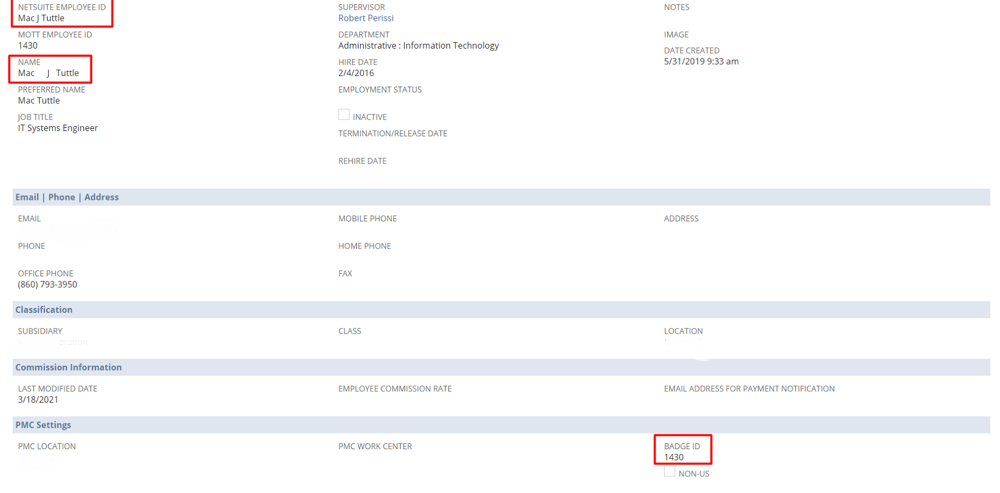 NETSUITE EMPLOYEE ID
Mac J Tuttle
MOTT EMPLOYEE ID
1430
NAME
Mac J Tuttle
PREFERRED NAME
Mac Tuttle
JOB TITLE
IT Systems Engineer
SUPERVISOR
Robert Perissi
DEPARTMENT
Administrative : Information Technology
HIRE DATE
2/4/2016
EMPLOYMENT STATUS
INACTIVE
TERMINATION/RELEASE DATE
REHIRE DATE
NOTES
IMAGE
DATE CREATED
5/31/2019 9:33 am
Email | Phone | Address
EMAIL
PHONE
OFFICE PHONE
(860) 793-3950
MOBILE PHONE
HOME PHONE
FAX
ADDRESS
Classification
SUBSIDIARY
oration
CLASS
LOCATION
Commission Information
LAST MODIFIED DATE
3/18/2021
EMPLOYEE COMMISSION RATE
EMAIL ADDRESS FOR PAYMENT NOTIFICATION
PMC Settings
PMC LOCATION
PMC WORK CENTER
BADGE ID
1430
NON-US